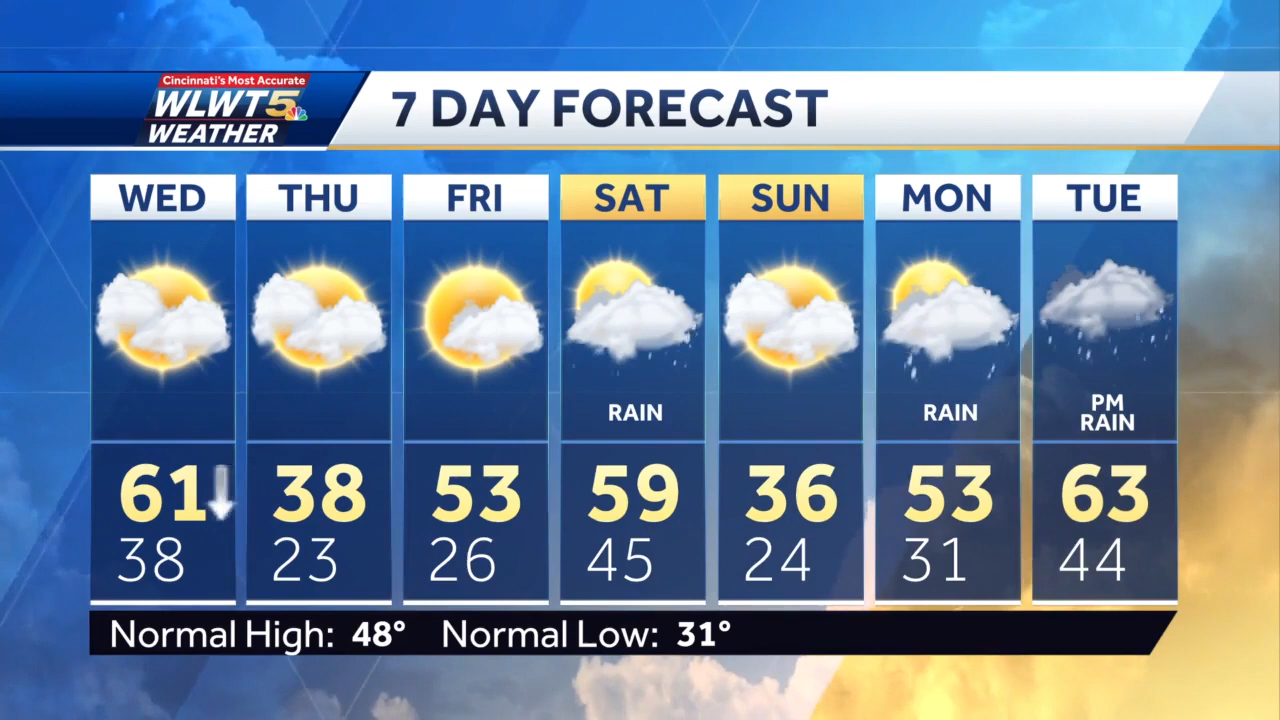 Cincinnati's Most Accurate
WLWT5
WEATHER
7 DAY FORECAST
WED THU FRI SAT SUN MON TUE
RAIN RAIN PM RAIN
61 38 53 59 36 53 63
38 23 26 45 24 31 44
Normal High: 48° Normal Low: 31°